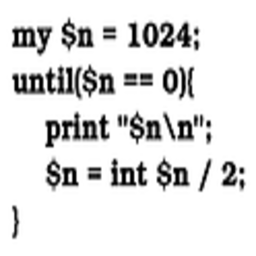 my $n = 1024;
until($n == 0){
    print "$n\n";
    $n = int $n / 2;
}